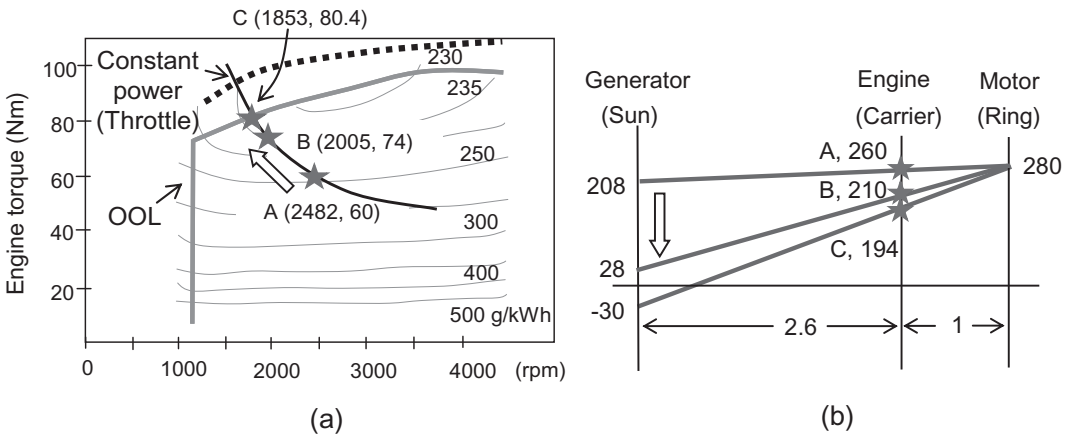 C (1853, 80.4)
Constant
power
(Throttle)
OOL
Engine torque (Nm)
100
80
60
40
20
230
235
250
300
400
500 g/kWh
B (2005, 74)
A (2482, 60)
0
1000
2000
3000
4000
(rpm)
(a)
Generator
(Sun)
Engine
(Carrier)
Motor
(Ring)
A, 260
280
208
B, 210
C, 194
28
-30
2.6
1
(b)